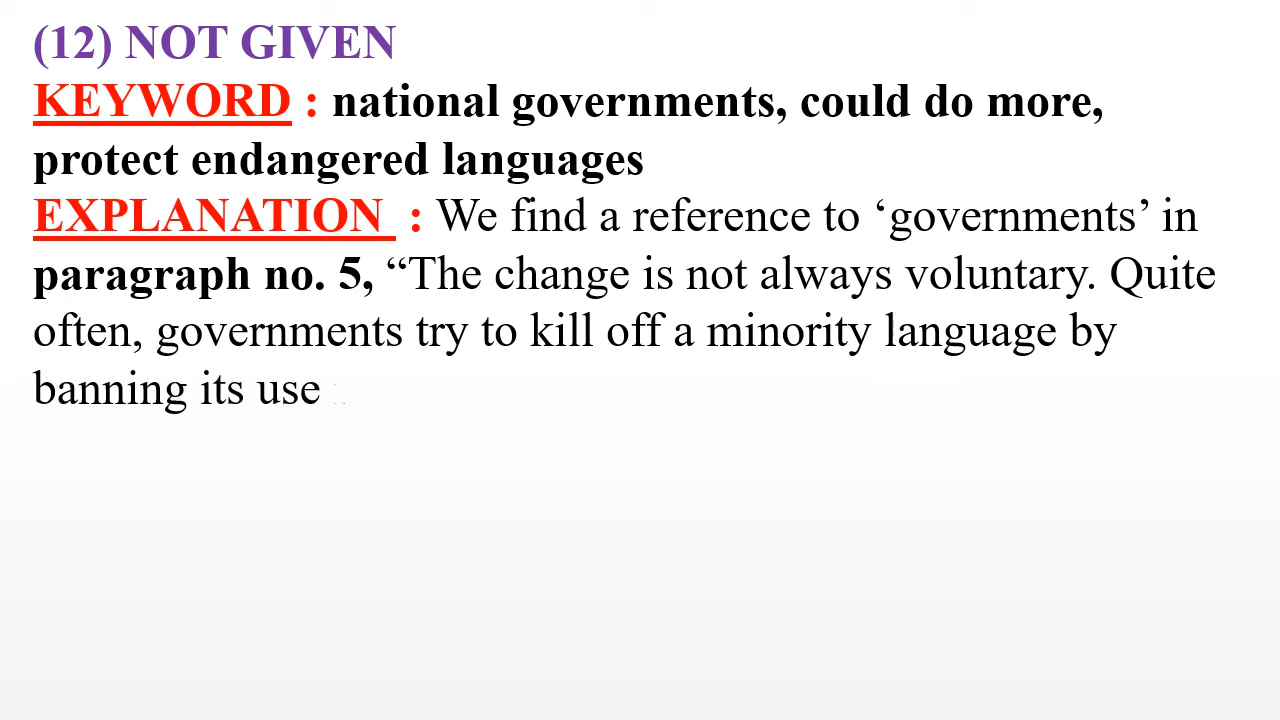 (12) NOT GIVEN
KEYWORD : national governments, could do more,
protect endangered languages
EXPLANATION : We find a reference to ‘governments’ in
paragraph no. 5, “The change is not always voluntary. Quite
often, governments try to kill off a minority language by
banning its use